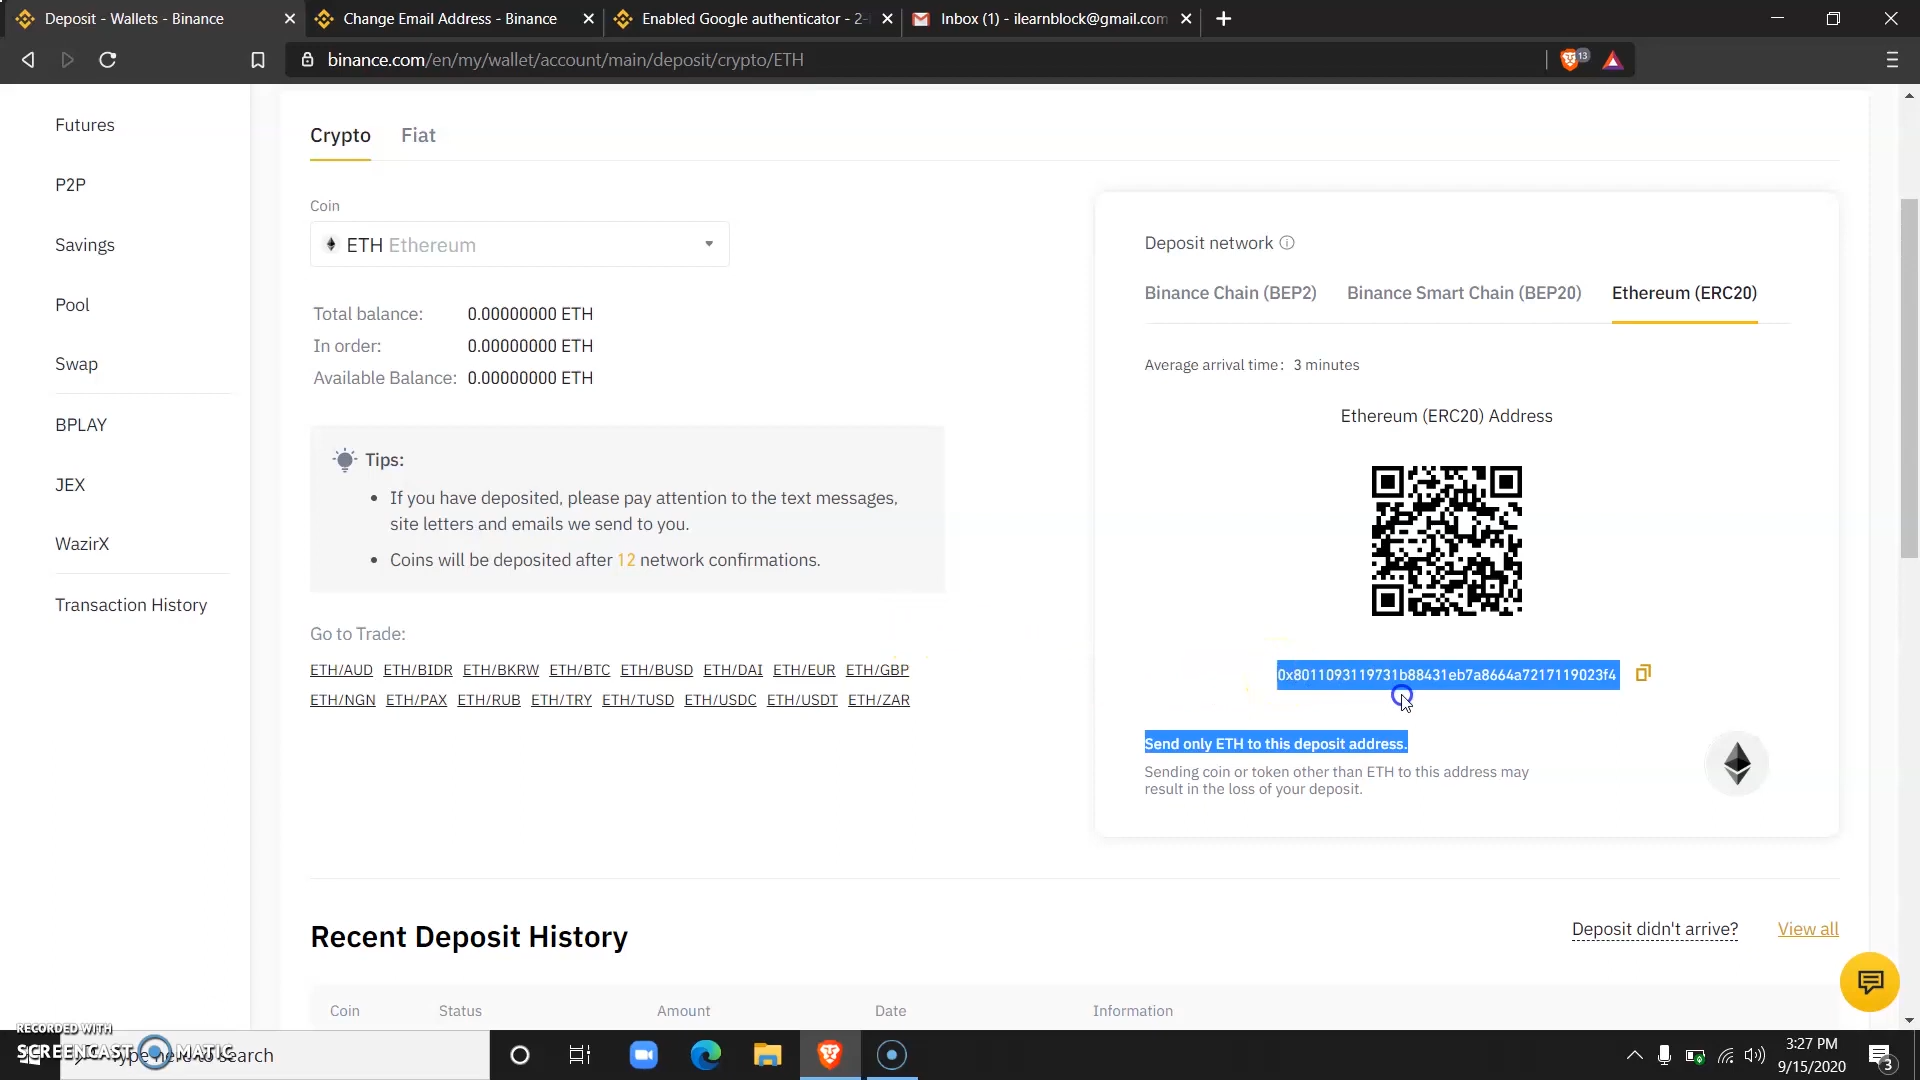 Deposit - Wallets - Binance
Change Email Address - Binance
Enabled Google authenticator - 2-
Inbox (1) - ilearnblock@gmail.com
binance.com/en/my/wallet/account/main/deposit/crypto/ETH
13
Futures
P2P
Savings
Pool
Swap
BPLAY
JEX
WazirX
Transaction History
Crypto Fiat
Coin
ETH Ethereum
Total balance: 0.00000000 ETH
In order: 0.00000000 ETH
Available Balance: 0.00000000 ETH
Tips:
• If you have deposited, please pay attention to the text messages,
site letters and emails we send to you.
• Coins will be deposited after 12 network confirmations.
Go to Trade:
ETH/AUD ETH/BIDR ETH/BKRW ETH/BTC ETH/BUSD ETH/DAI ETH/EUR ETH/GBP
ETH/NGN ETH/PAX ETH/RUB ETH/TRY ETH/TUSD ETH/USDC ETH/USDT ETH/ZAR
Deposit network
Binance Chain (BEP2) Binance Smart Chain (BEP20) Ethereum (ERC20)
Average arrival time: 3 minutes
Ethereum (ERC20) Address
0x8011093119731b88431eb7a8664a7217119023f4
Send only ETH to this deposit address.
Sending coin or token other than ETH to this address may
result in the loss of your deposit.
Recent Deposit History
Deposit didn't arrive? View all
Coin Status Amount Date Information
RECORDED WITH
SCREENCAST MATIC
Type here to search
3:27 PM
9/15/2020
3